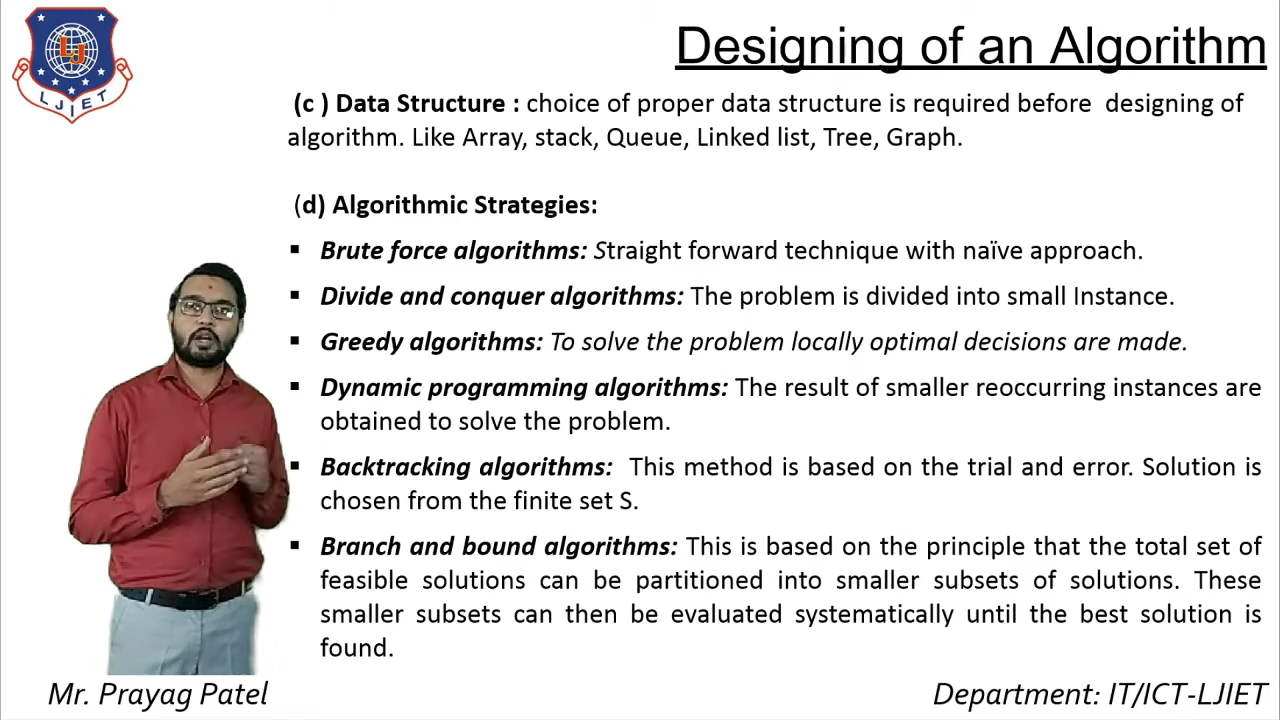 Designing of an Algorithm
LJIET
(c ) Data Structure : choice of proper data structure is required before designing of
algorithm. Like Array, stack, Queue, Linked list, Tree, Graph.
(d) Algorithmic Strategies:
▪ Brute force algorithms: Straight forward technique with naïve approach.
▪ Divide and conquer algorithms: The problem is divided into small Instance.
▪ Greedy algorithms: To solve the problem locally optimal decisions are made.
▪ Dynamic programming algorithms: The result of smaller reoccurring instances are
obtained to solve the problem.
▪ Backtracking algorithms: This method is based on the trial and error. Solution is
chosen from the finite set S.
▪ Branch and bound algorithms: This is based on the principle that the total set of
feasible solutions can be partitioned into smaller subsets of solutions. These
smaller subsets can then be evaluated systematically until the best solution is
found.
Mr. Prayag Patel
Department: IT/ICT-LJIET